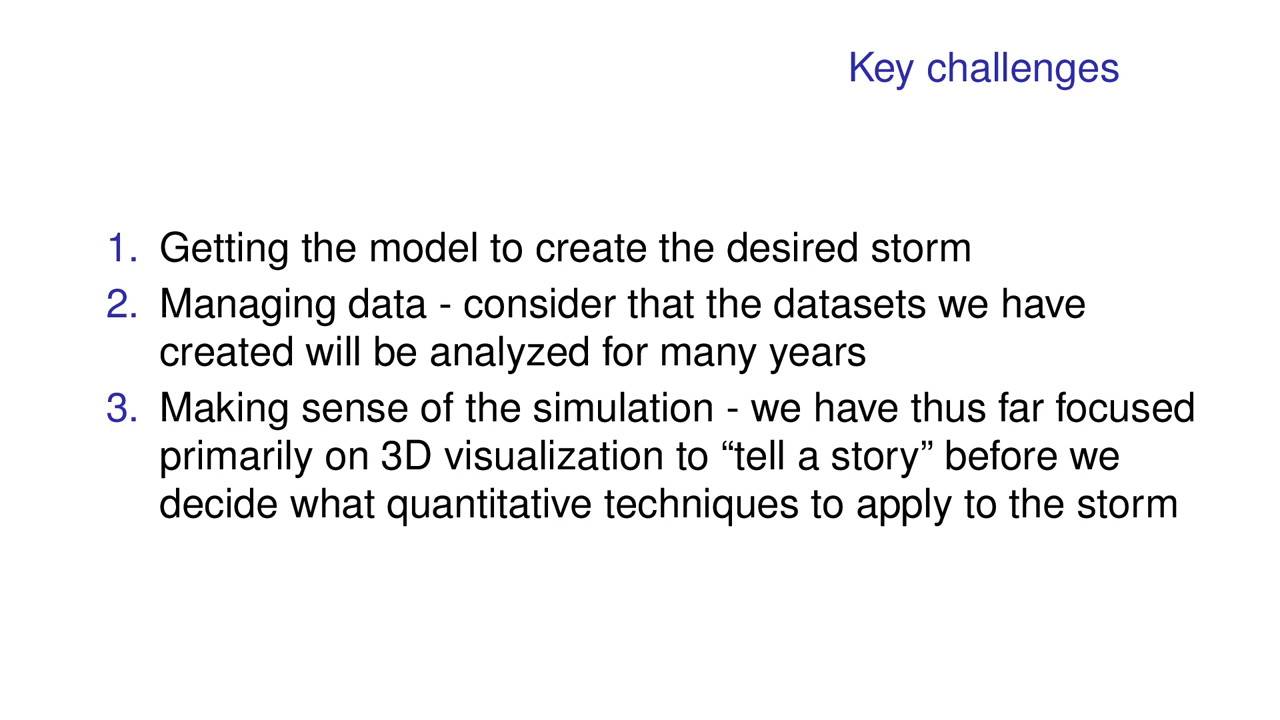 Key challenges
1. Getting the model to create the desired storm
2. Managing data - consider that the datasets we have
created will be analyzed for many years
3. Making sense of the simulation - we have thus far focused
primarily on 3D visualization to “tell a story” before we
decide what quantitative techniques to apply to the storm